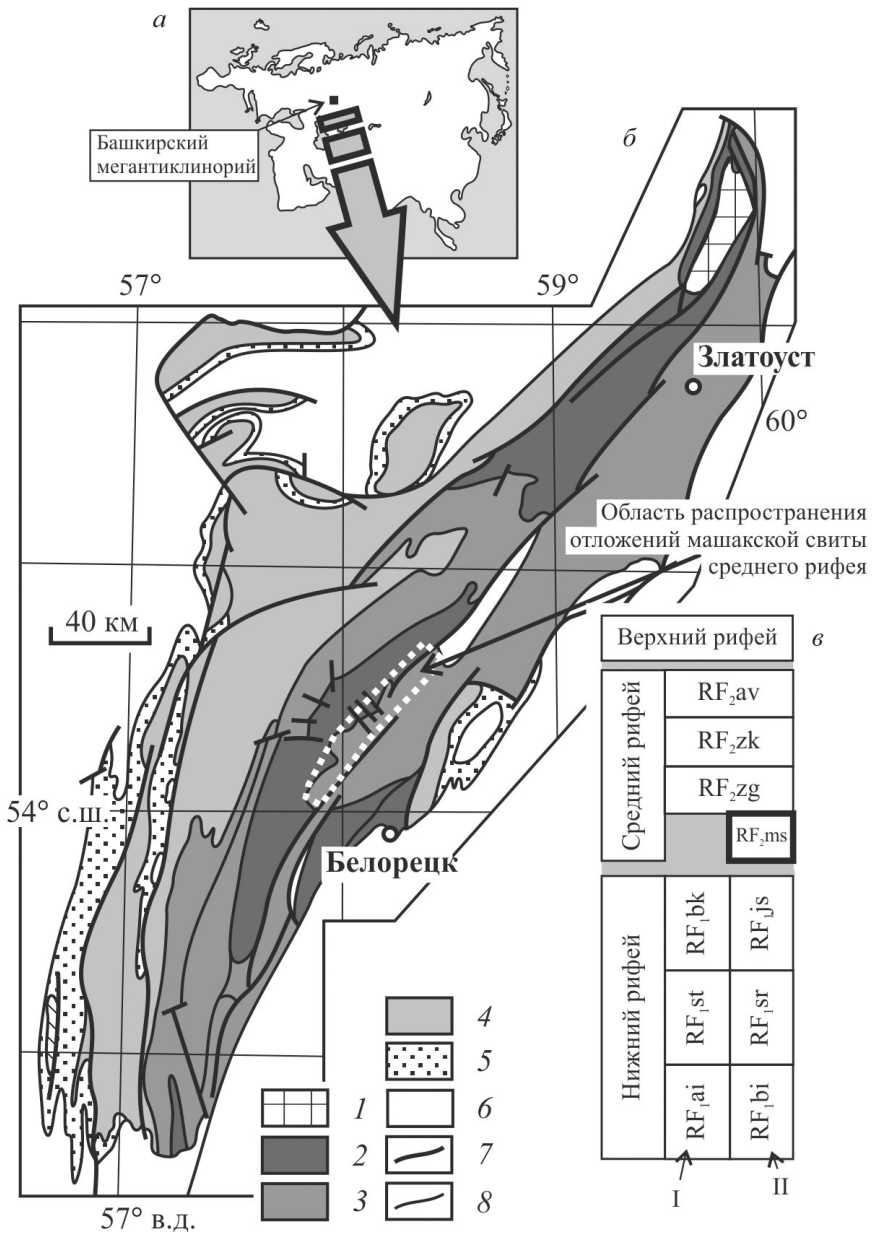 а
Башкирский
мегантиклинорий
б
57°
59°
Златоуст
60°
Область распространения
отложений машакской свиты
среднего рифея
40 км
54° с.ш.
Белорецк
57° в.д.
1
2
3
4
5
6
7
8
в
Верхний рифей
Средний рифей
RF₂av
RF₂zk
RF₂zg
RF₂ms
Нижний рифей
RF₁bk
RF₁js
RF₁st
RF₁sr
RF₁ai
RF₁bi
I
II